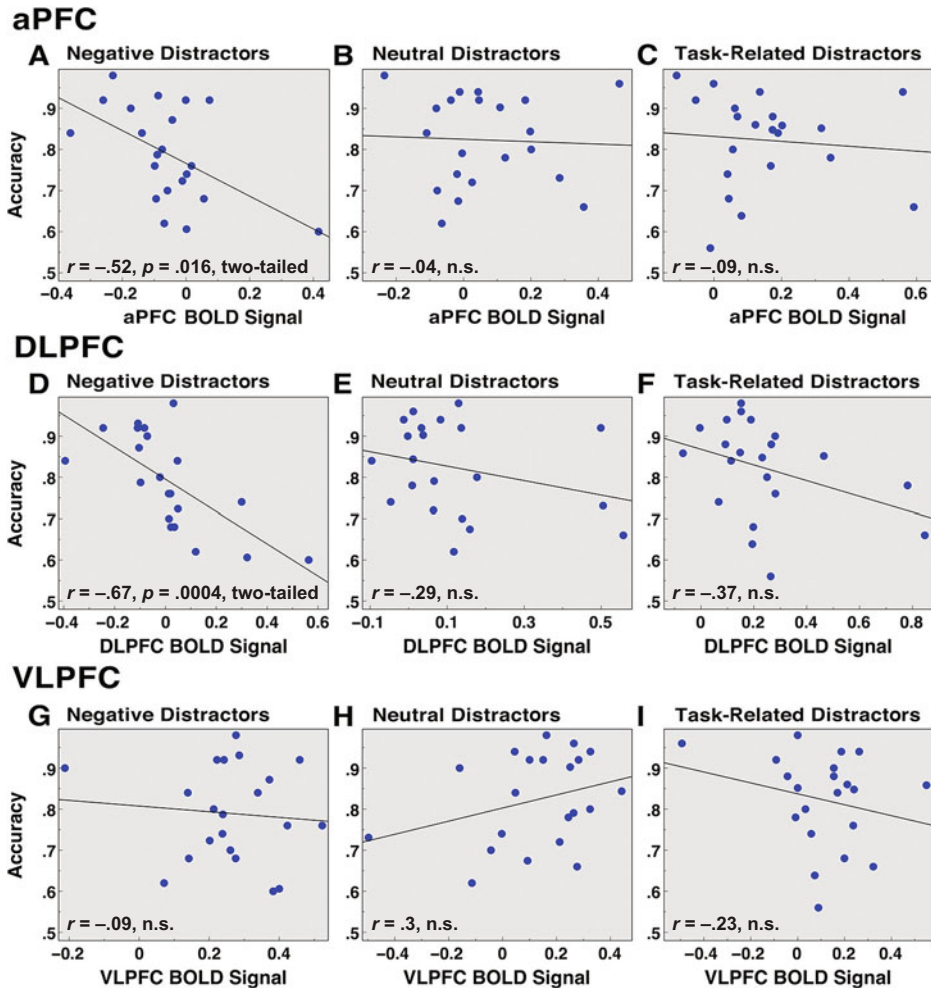 aPFC
A Negative Distractors
B Neutral Distractors
C Task-Related Distractors
Accuracy
.9
.8
.7
.6
.5
r = –.52, p = .016, two-tailed
r = –.04, n.s.
r = –.09, n.s.
−0.4 −0.2 0 0.2 0.4
0 0.2 0.4
0 0.2 0.4 0.6
aPFC BOLD Signal
aPFC BOLD Signal
aPFC BOLD Signal
DLPFC
D Negative Distractors
E Neutral Distractors
F Task-Related Distractors
Accuracy
.9
.8
.7
.6
.5
r = –.67, p = .0004, two-tailed
r = –.29, n.s.
r = –.37, n.s.
−0.4 −0.2 0 0.2 0.4 0.6
−0.1 0.1 0.3 0.5
0 0.2 0.4 0.6 0.8
DLPFC BOLD Signal
DLPFC BOLD Signal
DLPFC BOLD Signal
VLPFC
G Negative Distractors
H Neutral Distractors
I Task-Related Distractors
Accuracy
.9
.8
.7
.6
.5
r = –.09, n.s.
r = .3, n.s.
r = –.23, n.s.
−0.2 0 0.2 0.4
−0.4 −0.2 0 0.2 0.4
−0.4 −0.2 0 0.2 0.4
VLPFC BOLD Signal
VLPFC BOLD Signal
VLPFC BOLD Signal